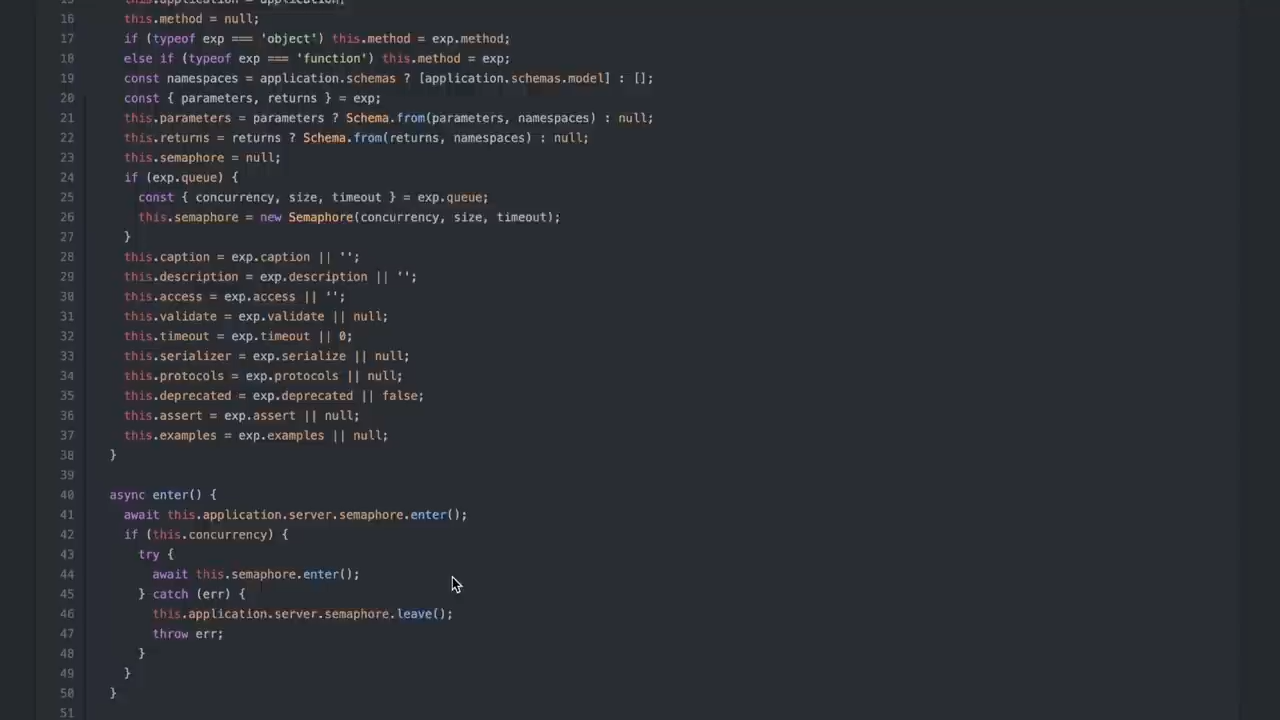 15 this.application = application;
16 this.method = null;
17 if (typeof exp === 'object') this.method = exp.method;
18 else if (typeof exp === 'function') this.method = exp;
19 const namespaces = application.schemas ? [application.schemas.model] : [];
20 const { parameters, returns } = exp;
21 this.parameters = parameters ? Schema.from(parameters, namespaces) : null;
22 this.returns = returns ? Schema.from(returns, namespaces) : null;
23 this.semaphore = null;
24 if (exp.queue) {
25 const { concurrency, size, timeout } = exp.queue;
26 this.semaphore = new Semaphore(concurrency, size, timeout);
27 }
28 this.caption = exp.caption || '';
29 this.description = exp.description || '';
30 this.access = exp.access || '';
31 this.validate = exp.validate || null;
32 this.timeout = exp.timeout || 0;
33 this.serializer = exp.serialize || null;
34 this.protocols = exp.protocols || null;
35 this.deprecated = exp.deprecated || false;
36 this.assert = exp.assert || null;
37 this.examples = exp.examples || null;
38 }
39
40 async enter() {
41 await this.application.server.semaphore.enter();
42 if (this.concurrency) {
43 try {
44 await this.semaphore.enter();
45 } catch (err) {
46 this.application.server.semaphore.leave();
47 throw err;
48 }
49 }
50 }
51